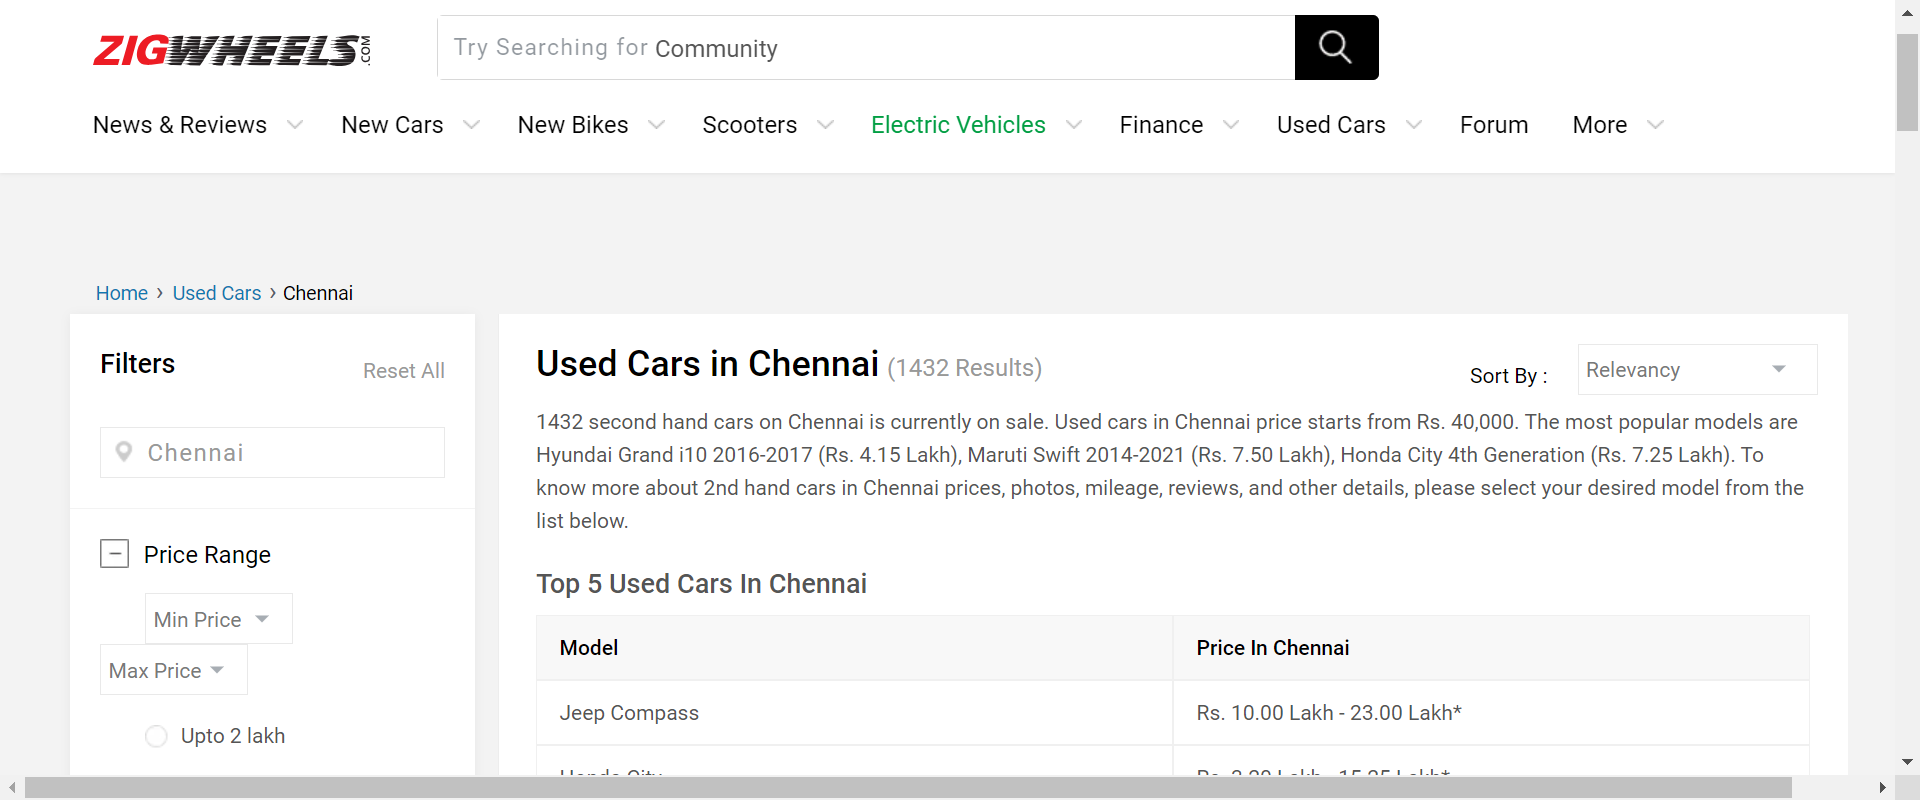 ZIGWHEELS.COM
Try Searching for Community
News & Reviews New Cars New Bikes Scooters Electric Vehicles Finance Used Cars Forum More
Home › Used Cars › Chennai
Filters
Reset All
Chennai
Price Range
Min Price
Max Price
Upto 2 lakh
Used Cars in Chennai (1432 Results)
Sort By :
Relevancy
1432 second hand cars on Chennai is currently on sale. Used cars in Chennai price starts from Rs. 40,000. The most popular models are
Hyundai Grand i10 2016-2017 (Rs. 4.15 Lakh), Maruti Swift 2014-2021 (Rs. 7.50 Lakh), Honda City 4th Generation (Rs. 7.25 Lakh). To
know more about 2nd hand cars in Chennai prices, photos, mileage, reviews, and other details, please select your desired model from the
list below.
Top 5 Used Cars In Chennai
Model Price In Chennai
Jeep Compass Rs. 10.00 Lakh - 23.00 Lakh*
Honda City